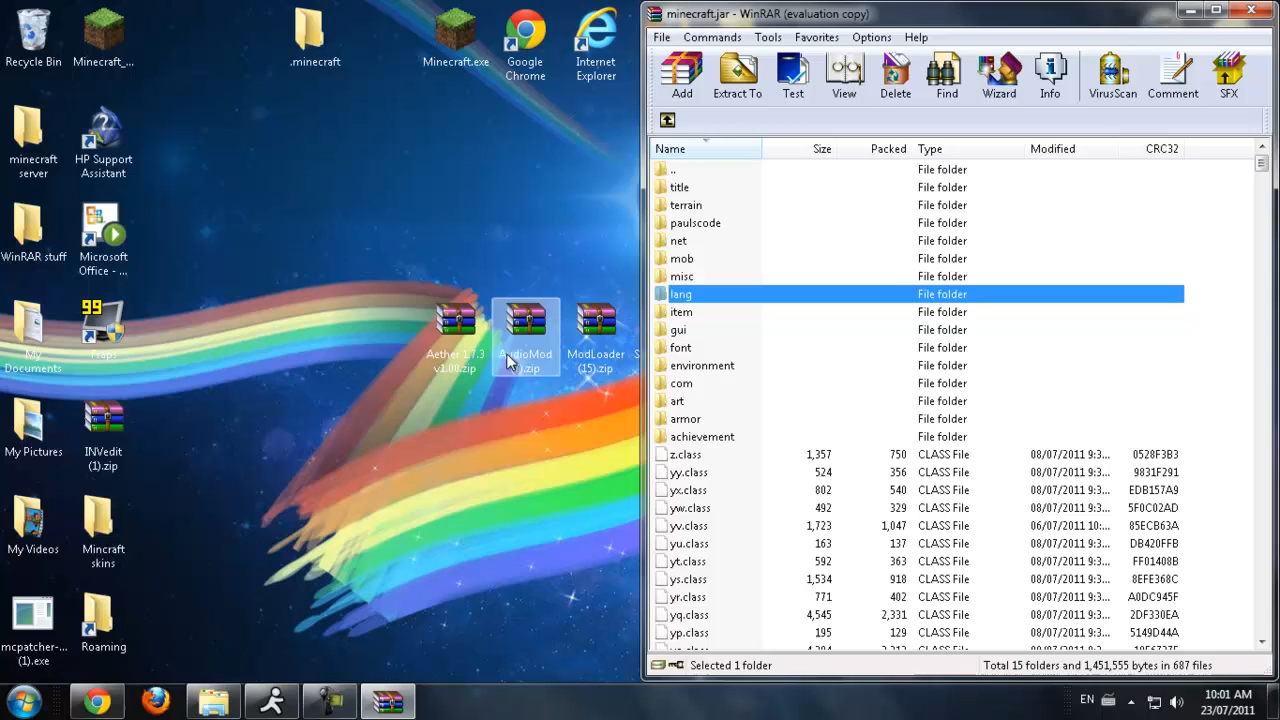 Recycle Bin
Minecraft_...
.minecraft
Minecraft.exe
Google
Chrome
Internet
Explorer
minecraft
server
HP Support
Assistant
WinRAR stuff
Microsoft
Office - ...
99
My
Documents
Fraps
Aether 1.7.3
v1.00.zip
AudioMod
ModLoader
(15).zip
S
My Pictures
INVedit
(1).zip
My Videos
Mincraft
skins
mcpatcher-...
(1).exe
Roaming
minecraft.jar - WinRAR (evaluation copy)
File Commands Tools Favorites Options Help
Add Extract To Test View Delete Find Wizard Info VirusScan Comment SFX
Name Size Packed Type Modified CRC32
.. File folder
title File folder
terrain File folder
paulscode File folder
net File folder
mob File folder
misc File folder
lang File folder
item File folder
gui File folder
font File folder
environment File folder
com File folder
art File folder
armor File folder
achievement File folder
z.class 1,357 750 CLASS File 08/07/2011 9:3... 0528F3B3
yy.class 524 356 CLASS File 08/07/2011 9:3... 9831F291
yx.class 802 540 CLASS File 08/07/2011 9:3... EDB157A9
yw.class 492 329 CLASS File 08/07/2011 9:3... 5F0C02AD
yv.class 1,723 1,047 CLASS File 06/07/2011 10:... 85ECB63A
yu.class 163 137 CLASS File 08/07/2011 9:3... DB420FFB
yt.class 592 363 CLASS File 08/07/2011 9:3... FF01408B
ys.class 1,534 918 CLASS File 08/07/2011 9:3... 8EFE368C
yr.class 771 402 CLASS File 08/07/2011 9:3... A0DC945F
yq.class 4,545 2,331 CLASS File 08/07/2011 9:3... 2DF330EA
yp.class 195 129 CLASS File 08/07/2011 9:3... 5149D44A
Selected 1 folder
Total 15 folders and 1,451,555 bytes in 687 files
EN
10:01 AM
23/07/2011